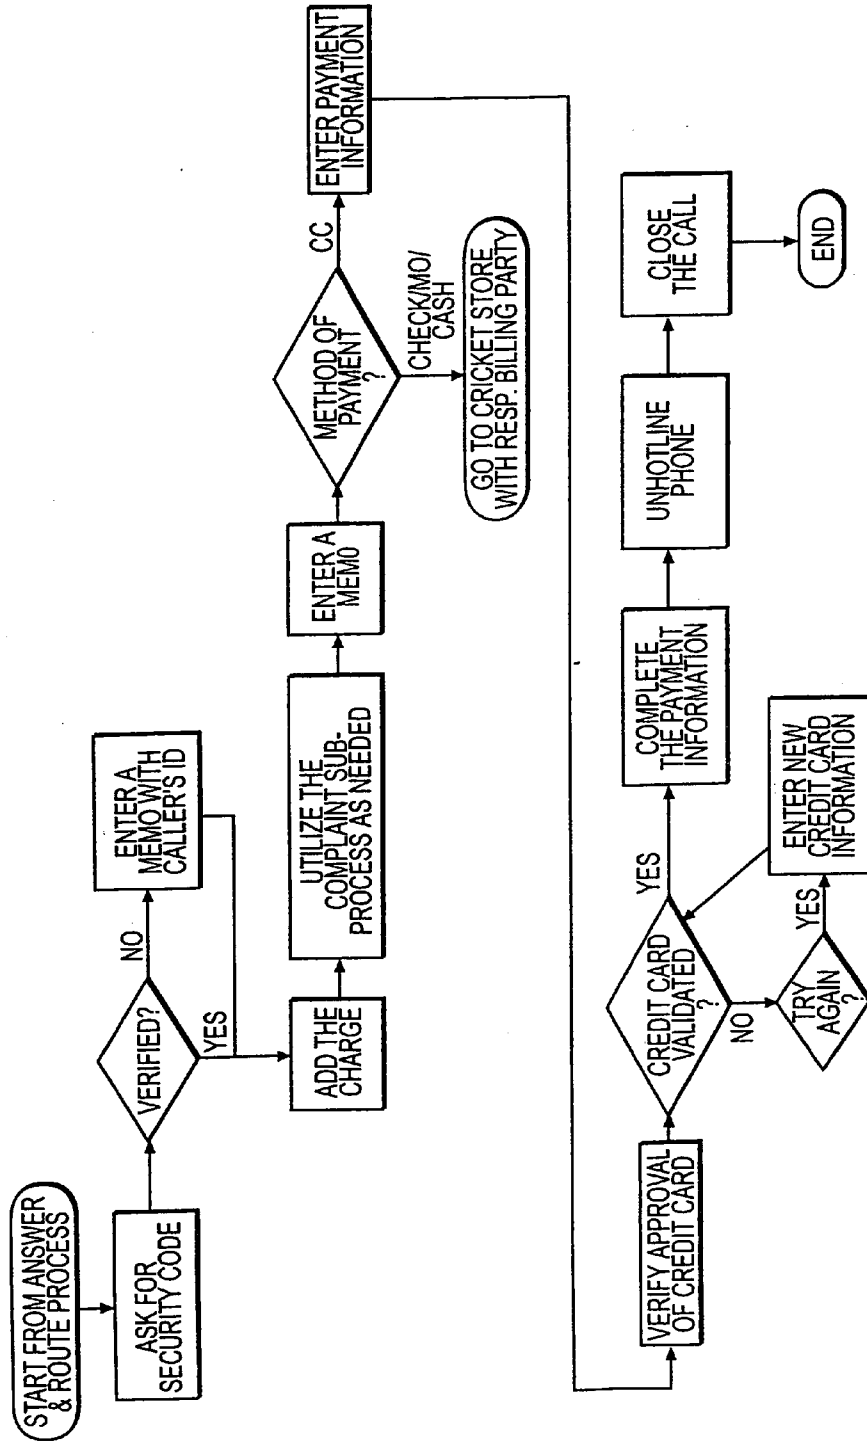 START FROM ANSWER
& ROUTE PROCESS
ASK FOR
SECURITY CODE
VERIFIED?
NO
ENTER A
MEMO WITH
CALLER'S ID
YES
ADD THE
CHARGE
UTILIZE THE
COMPLAINT SUB-
PROCESS AS NEEDED
ENTER A
MEMO
METHOD OF
PAYMENT
?
CC
ENTER PAYMENT
INFORMATION
CHECK/MO/
CASH
GO TO CRICKET STORE
WITH RESP. BILLING PARTY
VERIFY APPROVAL
OF CREDIT CARD
CREDIT CARD
VALIDATED
?
YES
COMPLETE
THE PAYMENT
INFORMATION
UNHOTLINE
PHONE
CLOSE
THE CALL
END
NO
TRY
AGAIN
?
YES
ENTER NEW
CREDIT CARD
INFORMATION